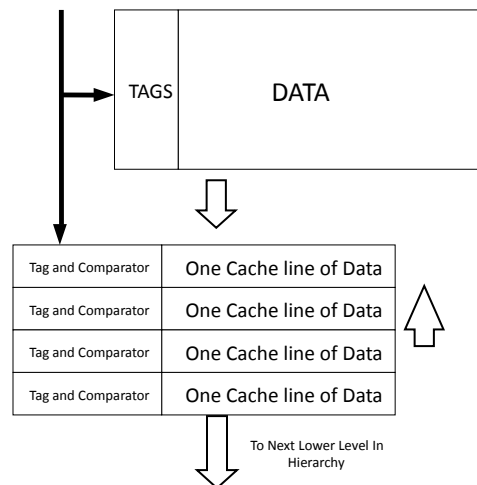 TAGS
DATA
Tag and Comparator
One Cache line of Data
Tag and Comparator
One Cache line of Data
Tag and Comparator
One Cache line of Data
Tag and Comparator
One Cache line of Data
To Next Lower Level In
Hierarchy